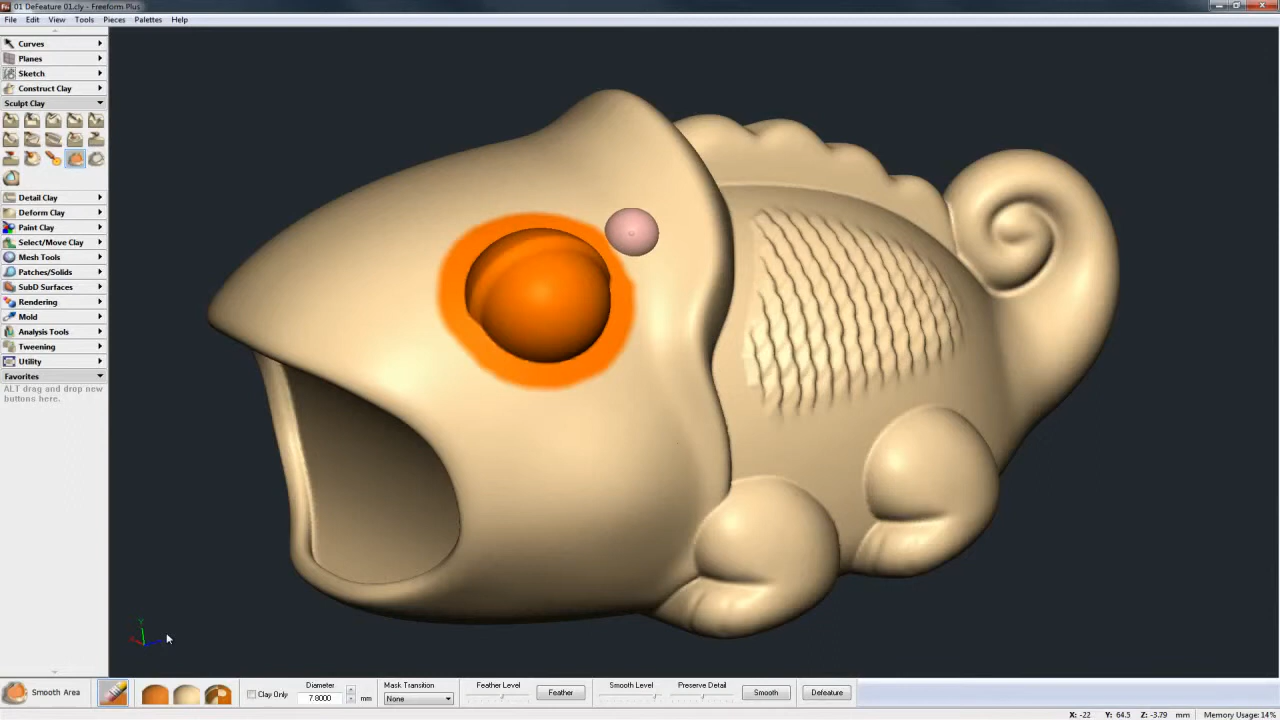 01 DeFeature 01.cly - Freeform Plus
File Edit View Tools Pieces Palettes Help
Curves
Planes
Sketch
Construct Clay
Sculpt Clay
Detail Clay
Deform Clay
Paint Clay
Select/Move Clay
Mesh Tools
Patches/Solids
SubD Surfaces
Rendering
Mold
Analysis Tools
Tweening
Utility
Favorites
ALT drag and drop new
buttons here.
Y
Smooth Area
Clay Only
Diameter
7.8000 mm
Mask Transition
None
Feather Level
Feather
Smooth Level
Preserve Detail
Smooth
Defeature
X: -22 Y: 64.5 Z: -3.79 mm Memory Usage: 14%